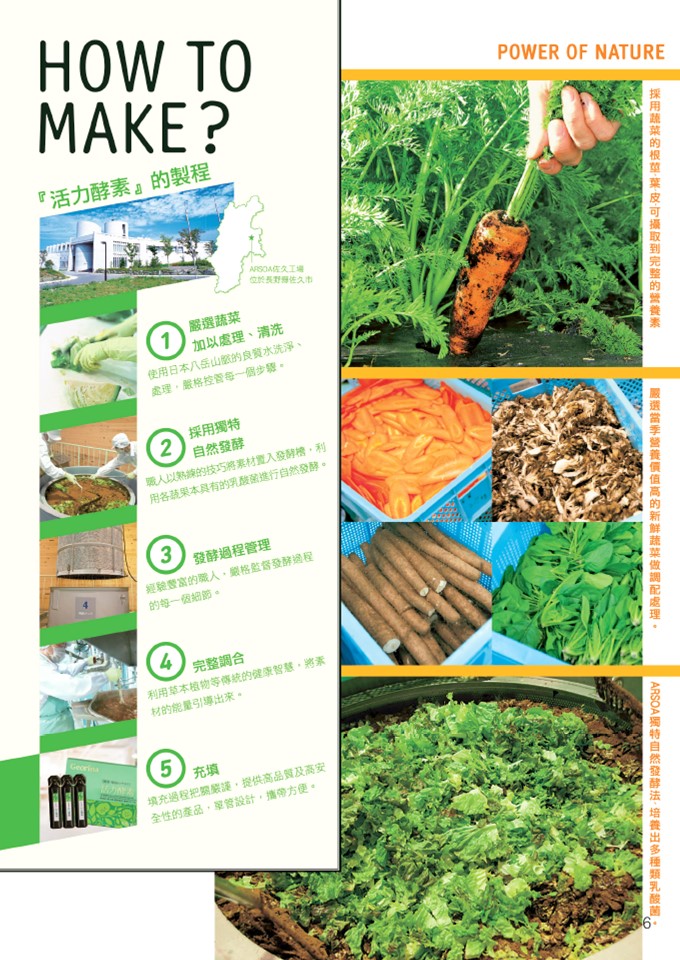 HOW TO
MAKE?
『活力酵素』的製程
ARSOA佐久工場
位於長野縣佐久市
1
嚴選蔬菜
加以處理、清洗
使用日本八岳山脈的良質水洗淨、
處理，嚴格控管每一個步驟。
2
採用獨特
自然發酵
職人以熟練的技巧將素材置入發酵槽，利
用各蔬果本具有的乳酸菌進行自然發酵。
3
發酵過程管理
經驗豐富的職人、嚴格監督發酵過程
的每一個細節。
4
完整調合
利用草本植物等傳統的健康智慧，將素
材的能量引導出來。
5
充填
填充過程把關嚴謹，提供高品質及高安
全性的產品，單管設計，攜帶方便。
POWER OF NATURE
採用蔬菜的根莖、葉、皮，可攝取到完整的營養素
嚴選當季營養價值高的新鮮蔬菜做調配處理。
ARSOA獨特自然發酵法，培養出多種類乳酸菌。
6